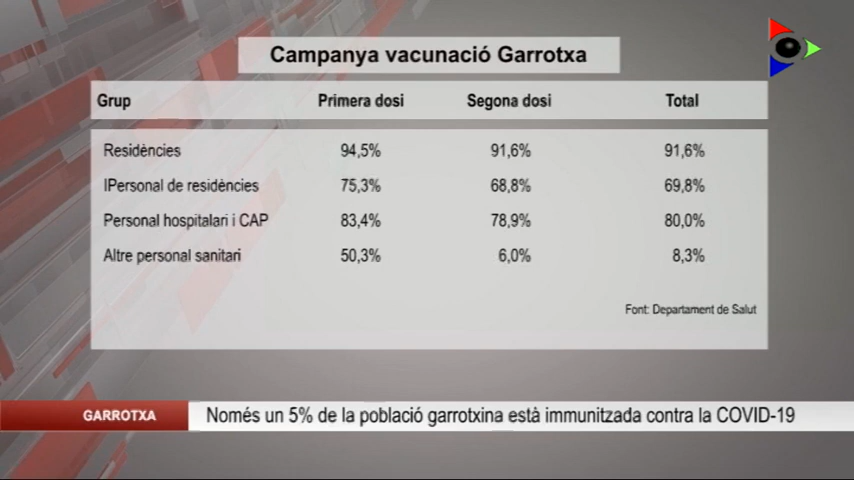 Campanya vacunació Garrotxa
Grup Primera dosi Segona dosi Total
Residències 94,5% 91,6% 91,6%
lPersonal de residències 75,3% 68,8% 69,8%
Personal hospitalari i CAP 83,4% 78,9% 80,0%
Altre personal sanitari 50,3% 6,0% 8,3%
Font: Departament de Salut
GARROTXA Només un 5% de la població garrotxina està immunitzada contra la COVID-19